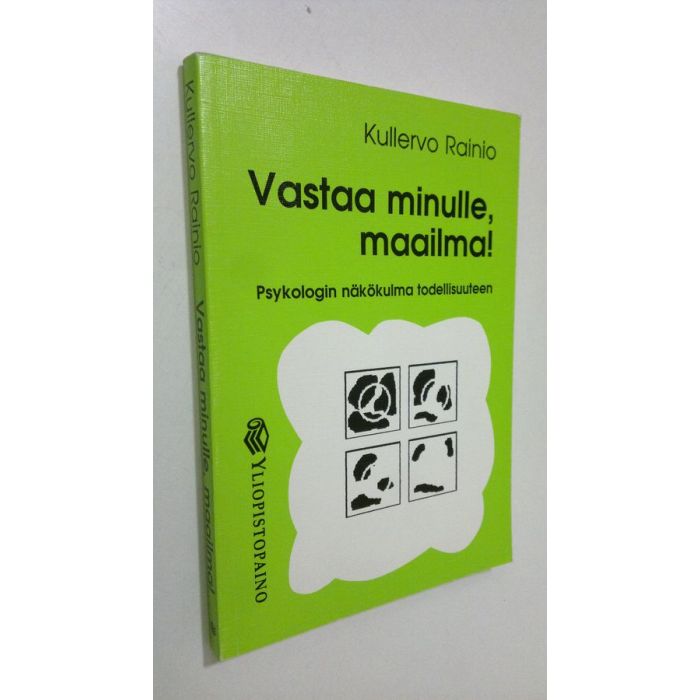 Kullervo Rainio
Vastaa minulle,
maailma!
Psykologin näkökulma todellisuuteen
YLIOPISTOPAINO
Kullervo Rainio Vastaa minulle, maailma!